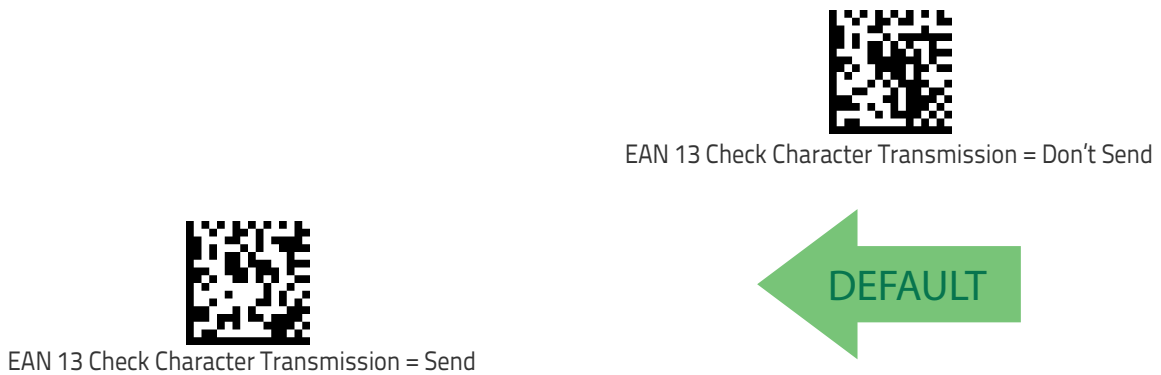 EAN 13 Check Character Transmission = Don't Send
DEFAULT
EAN 13 Check Character Transmission = Send